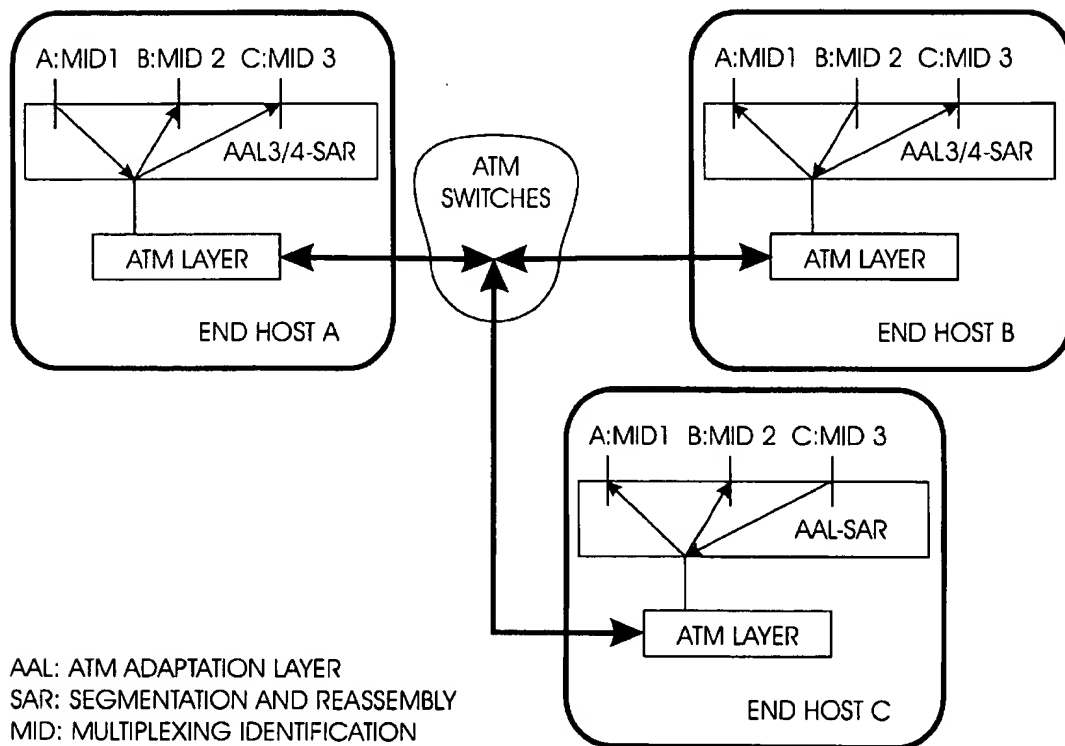 A:MID1 B:MID 2 C:MID 3
AAL3/4-SAR
ATM LAYER
END HOST A
ATM
SWITCHES
A:MID1 B:MID 2 C:MID 3
AAL3/4-SAR
ATM LAYER
END HOST B
A:MID1 B:MID 2 C:MID 3
AAL-SAR
ATM LAYER
END HOST C
AAL: ATM ADAPTATION LAYER
SAR: SEGMENTATION AND REASSEMBLY
MID: MULTIPLEXING IDENTIFICATION